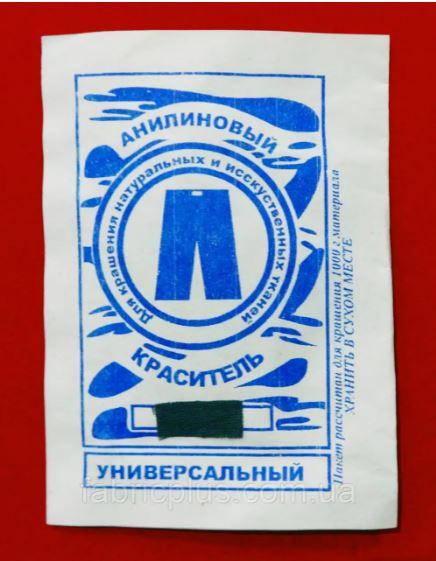 АНИЛИНОВЫЙ
Для крашения натуральных и исскуственных тканей
КРАСИТЕЛЬ
УНИВЕРСАЛЬНЫЙ
Пакет рассчитан для крашения 1000 г материала
ХРАНИТЬ В СУХОМ МЕСТЕ
fabricplus.com.ua